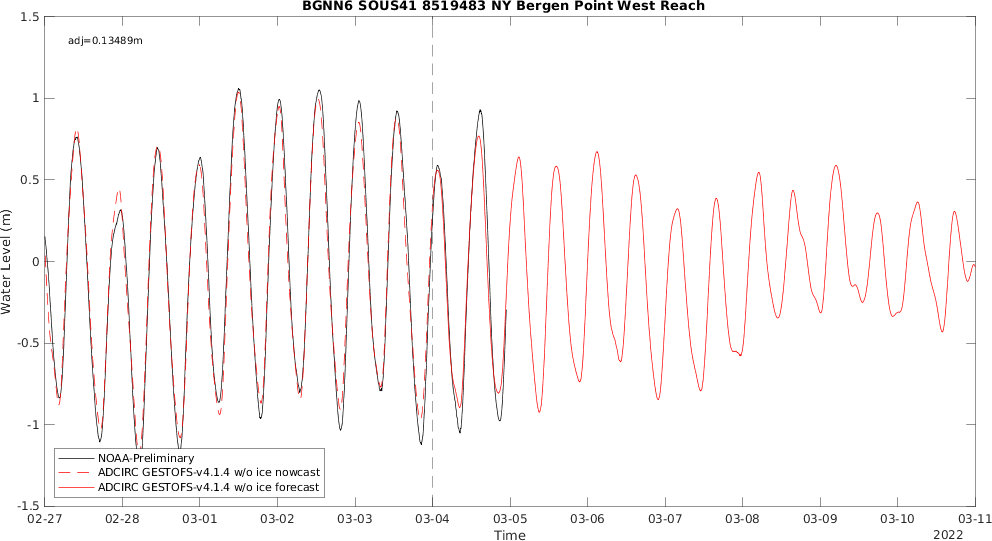 BGNN6 SOUS41 8519483 NY Bergen Point West Reach
adj=0.13489m
1.5
1
0.5
0
-0.5
-1
-1.5
Water Level (m)
NOAA-Preliminary
ADCIRC GESTOFS-v4.1.4 w/o ice nowcast
ADCIRC GESTOFS-v4.1.4 w/o ice forecast
02-27 02-28 03-01 03-02 03-03 03-04 03-05 03-06 03-07 03-08 03-09 03-10 03-11
Time
2022